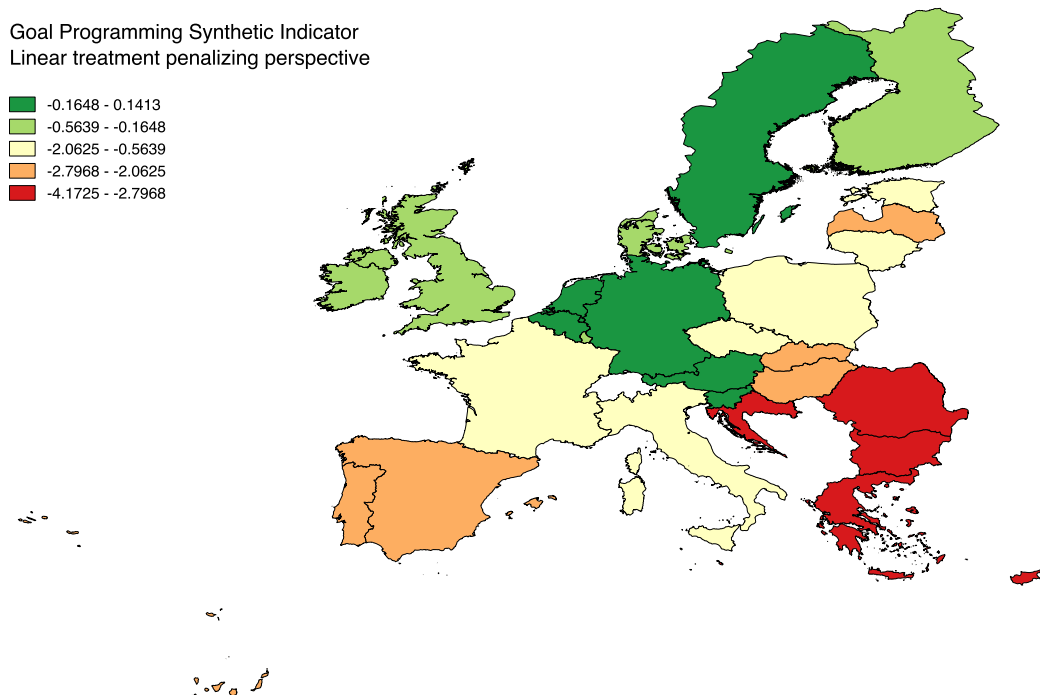 Goal Programming Synthetic Indicator
Linear treatment penalizing perspective
-0.1648 - 0.1413
-0.5639 - -0.1648
-2.0625 - -0.5639
-2.7968 - -2.0625
-4.1725 - -2.7968